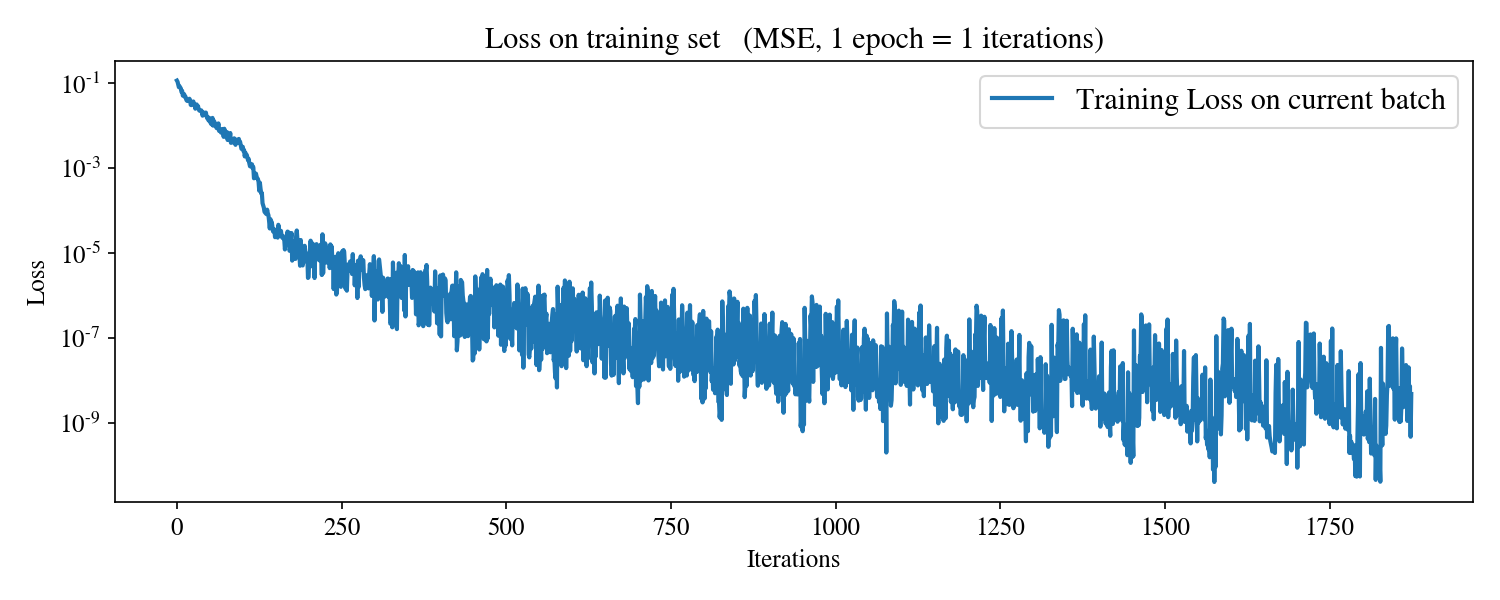 Loss on training set (MSE, 1 epoch = 1 iterations)
Training Loss on current batch
Loss
10^-1
10^-3
10^-5
10^-7
10^-9
0 250 500 750 1000 1250 1500 1750
Iterations